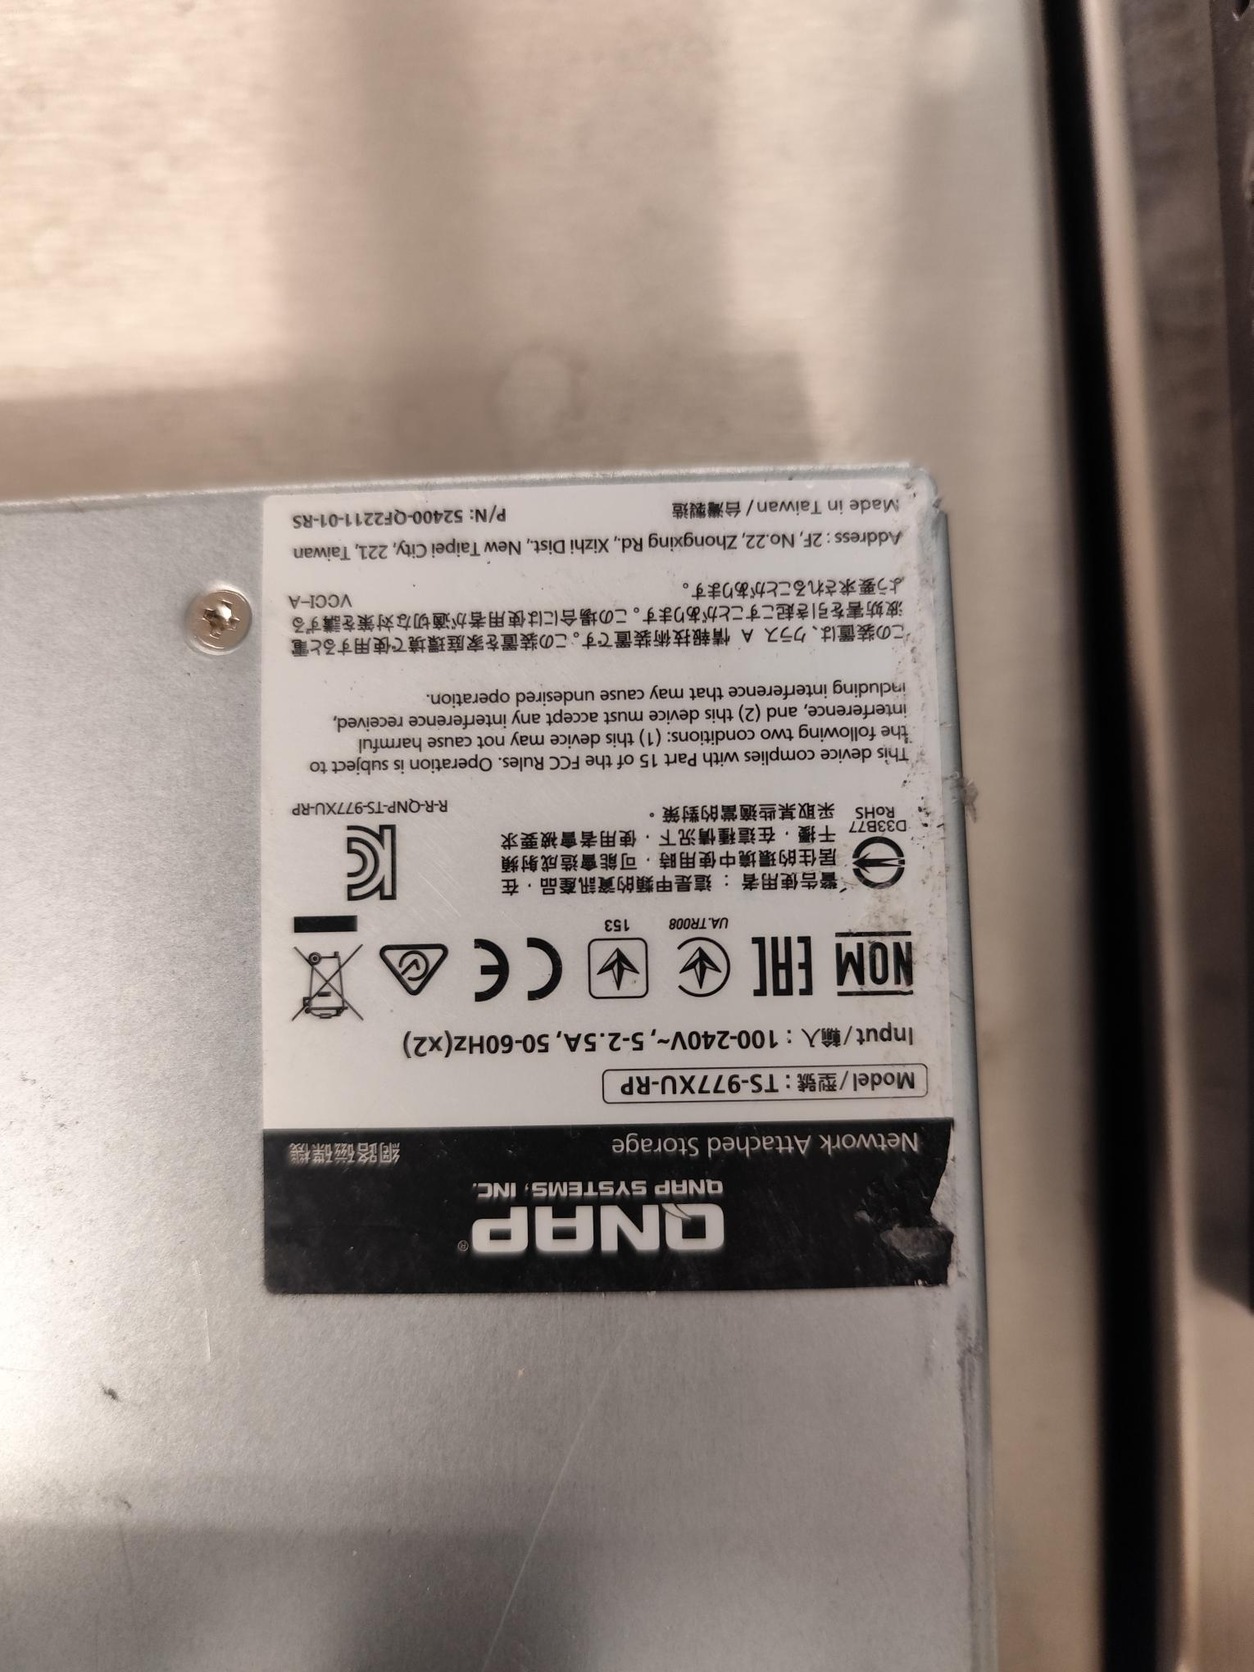 QNAP®
QNAP SYSTEMS, INC.
Network Attached Storage 網路磁碟機
Model/型號：TS-977XU-RP
Input/輸入：100-240V~, 5-2.5A, 50-60Hz(x2)
NOM EAC UA.TR008 153 CE
D33B77
RoHS
警告使用者：這是甲類的資訊產品，在
居住的環境中使用時，可能會造成射頻
干擾，在這種情況下，使用者會被要求
採取某些適當的對策。
R-R-QNP-TS-977XU-RP
This device complies with Part 15 of the FCC Rules. Operation is subject to
the following two conditions: (1) this device may not cause harmful
interference, and (2) this device must accept any interference received,
including interference that may cause undesired operation.
この装置は、クラス A 情報技術装置です。この装置を家庭環境で使用すると電
波妨害を引き起こすことがあります。この場合には使用者が適切な対策を講ずる
よう要求されることがあります。 VCCI-A
Address : 2F, No.22, Zhongxing Rd., Xizhi Dist., New Taipei City, 221, Taiwan
Made in Taiwan / 台灣製造 P/N: 52400-QF2211-01-RS